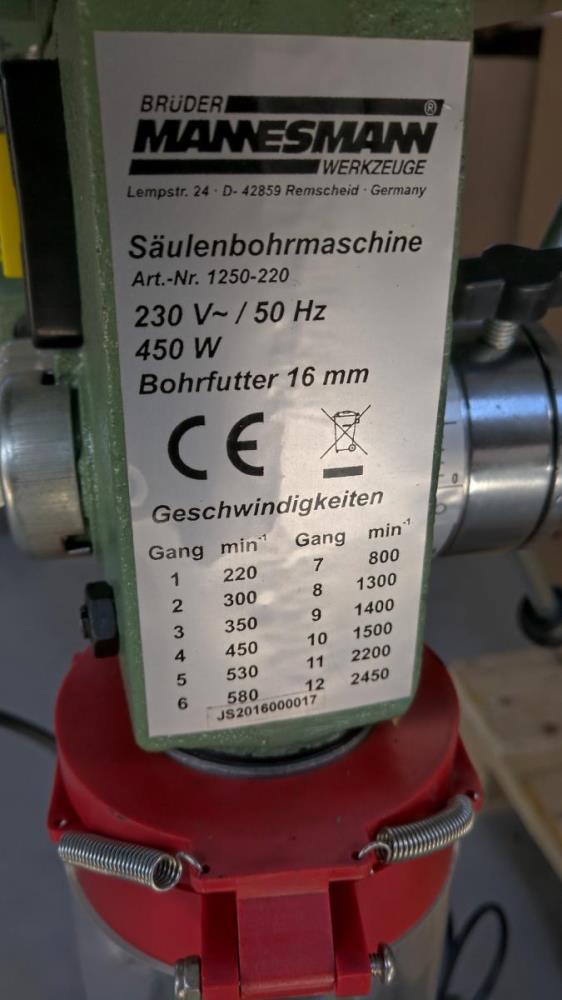 BRÜDER
MANNESMANN ®
WERKZEUGE
Lempstr. 24 · D- 42859 Remscheid · Germany
Säulenbohrmaschine
Art.-Nr. 1250-220
230 V~ / 50 Hz
450 W
Bohrfutter 16 mm
CE
Geschwindigkeiten
Gang min⁻¹ Gang min⁻¹
1 220 7 800
2 300 8 1300
3 350 9 1400
4 450 10 1500
5 530 11 2200
6 580 12 2450
JS2016000017
0